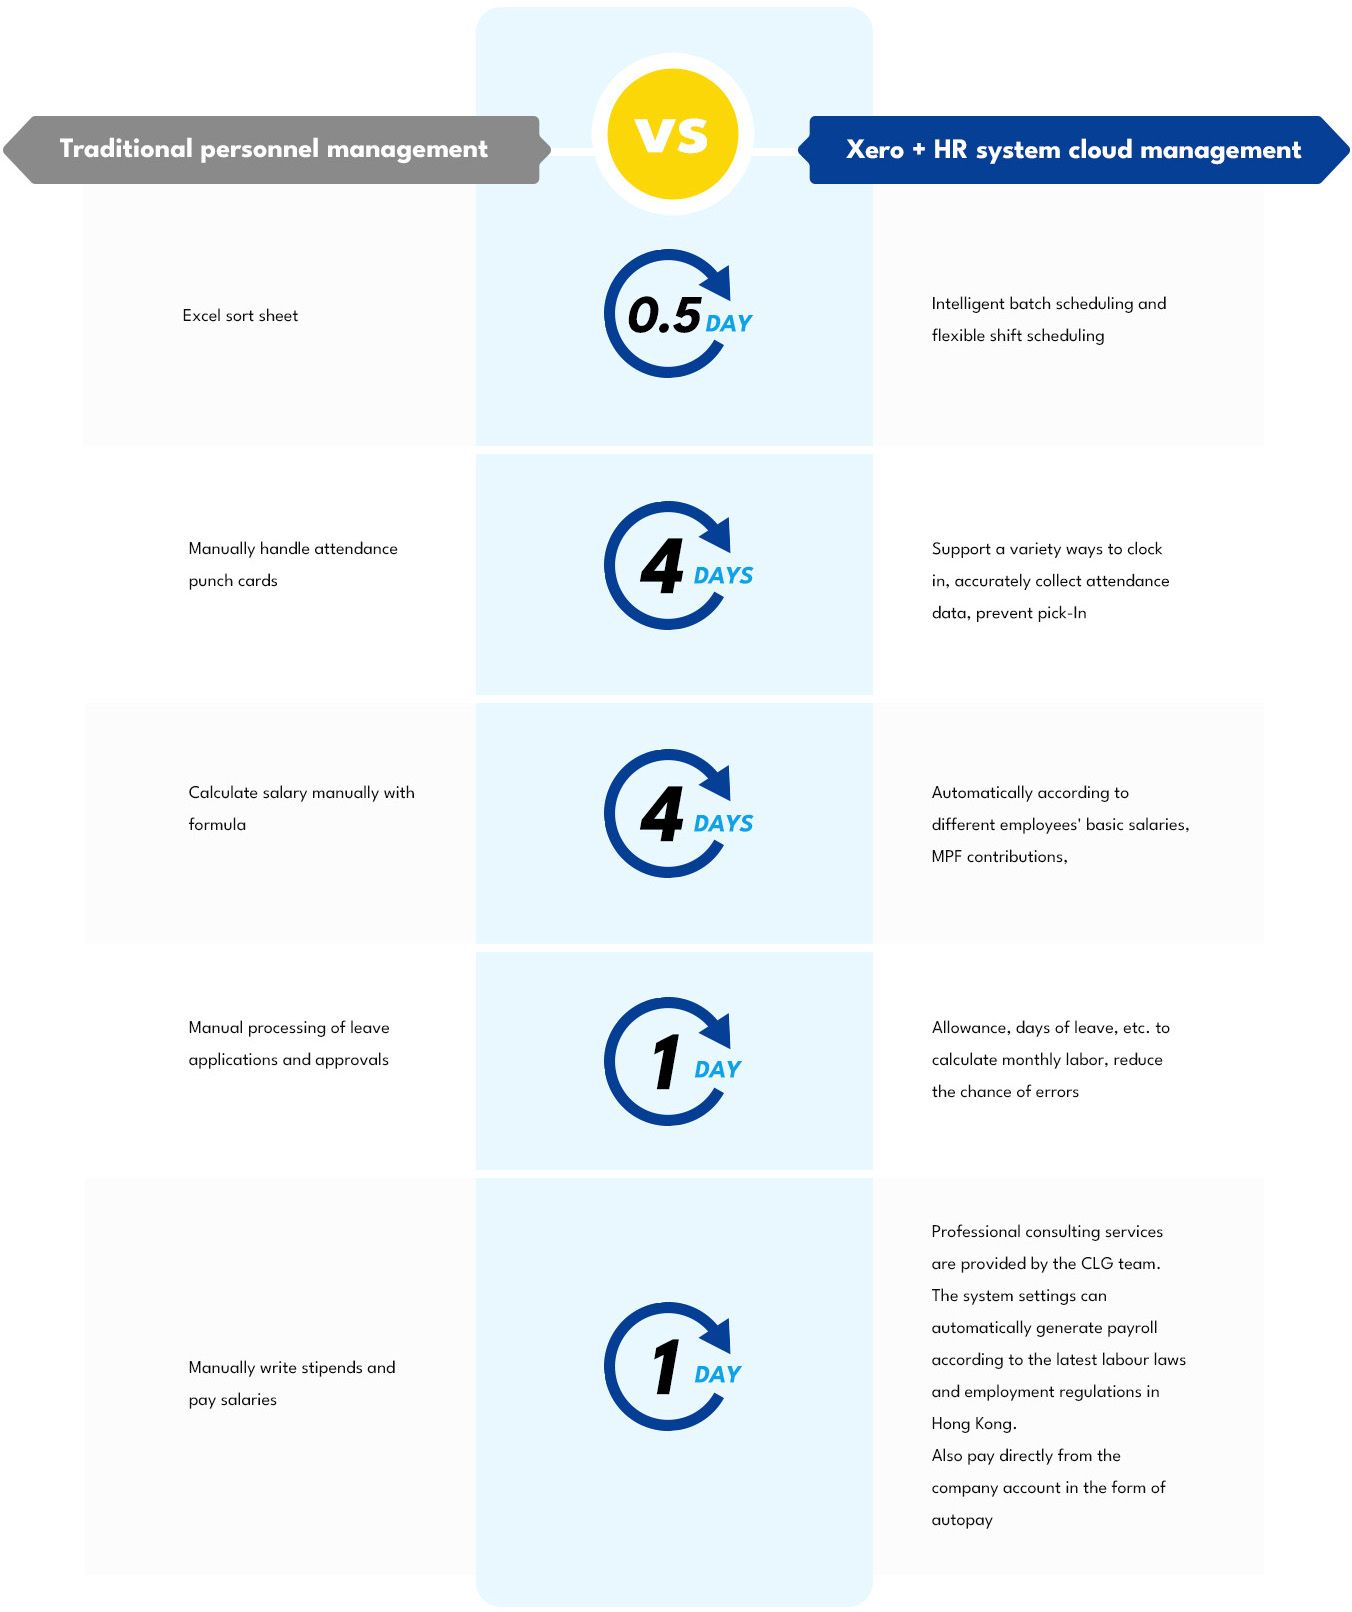 Traditional personnel management
VS
Xero + HR system cloud management
Excel sort sheet
0.5 DAY
Intelligent batch scheduling and
flexible shift scheduling
Manually handle attendance
punch cards
4 DAYS
Support a variety ways to clock
in, accurately collect attendance
data, prevent pick-In
Calculate salary manually with
formula
4 DAYS
Automatically according to
different employees' basic salaries,
MPF contributions,
Manual processing of leave
applications and approvals
1 DAY
Allowance, days of leave, etc. to
calculate monthly labor, reduce
the chance of errors
Manually write stipends and
pay salaries
1 DAY
Professional consulting services
are provided by the CLG team.
The system settings can
automatically generate payroll
according to the latest labour laws
and employment regulations in
Hong Kong.
Also pay directly from the
company account in the form of
autopay